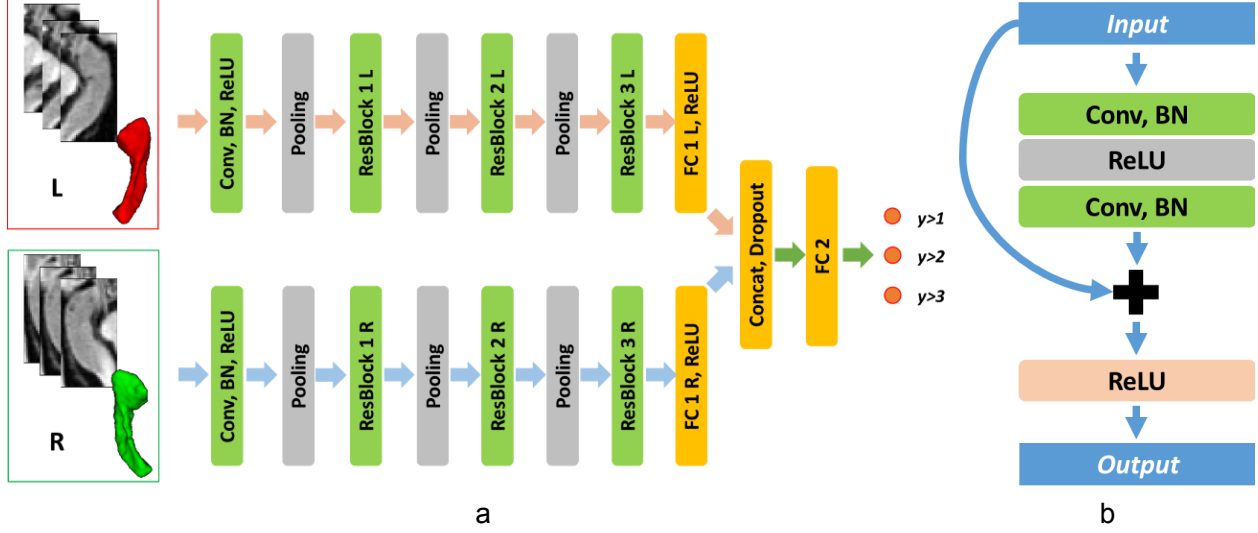 L
Conv, BN, ReLU
Pooling
ResBlock 1 L
Pooling
ResBlock 2 L
Pooling
ResBlock 3 L
FC 1 L, ReLU
R
Conv, BN, ReLU
Pooling
ResBlock 1 R
Pooling
ResBlock 2 R
Pooling
ResBlock 3 R
FC 1 R, ReLU
Concat, Dropout
FC 2
y>1
y>2
y>3
a
Input
Conv, BN
ReLU
Conv, BN
ReLU
Output
b